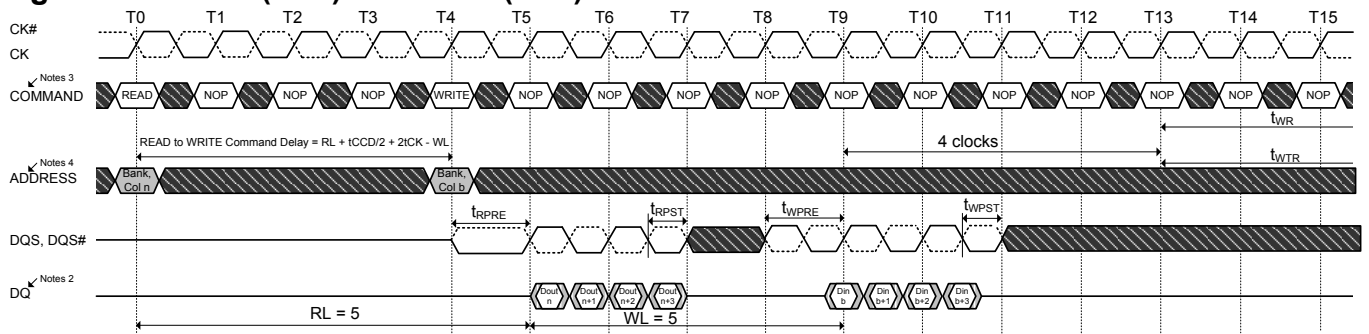 T0 T1 T2 T3 T4 T5 T6 T7 T8 T9 T10 T11 T12 T13 T14 T15
CK#
CK
Notes 3
COMMAND READ NOP NOP NOP WRITE NOP NOP NOP NOP NOP NOP NOP NOP NOP NOP NOP
tWR
READ to WRITE Command Delay = RL + tCCD/2 + 2tCK - WL
4 clocks
tWTR
Notes 4
ADDRESS Bank, Col n Bank, Col b
tRPRE tRPST tWPRE tWPST
DQS, DQS#
Notes 2
DQ Dout n Dout n+1 Dout n+2 Dout n+3 Din b Din b+1 Din b+2 Din b+3
RL = 5 WL = 5